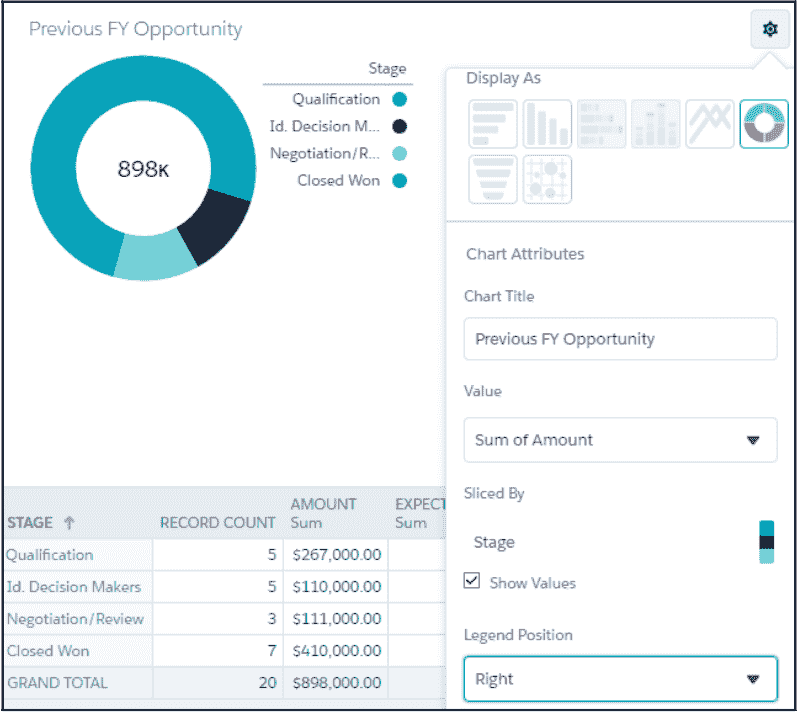 Previous FY Opportunity
Stage
Qualification
Id. Decision M...
Negotiation/R...
Closed Won
898K
Display As
Chart Attributes
Chart Title
Previous FY Opportunity
Value
Sum of Amount
Sliced By
Stage
Show Values
Legend Position
Right
STAGE ↑ RECORD COUNT AMOUNT Sum EXPECT Sum
Qualification 5 $267,000.00
Id. Decision Makers 5 $110,000.00
Negotiation/Review 3 $111,000.00
Closed Won 7 $410,000.00
GRAND TOTAL 20 $898,000.00